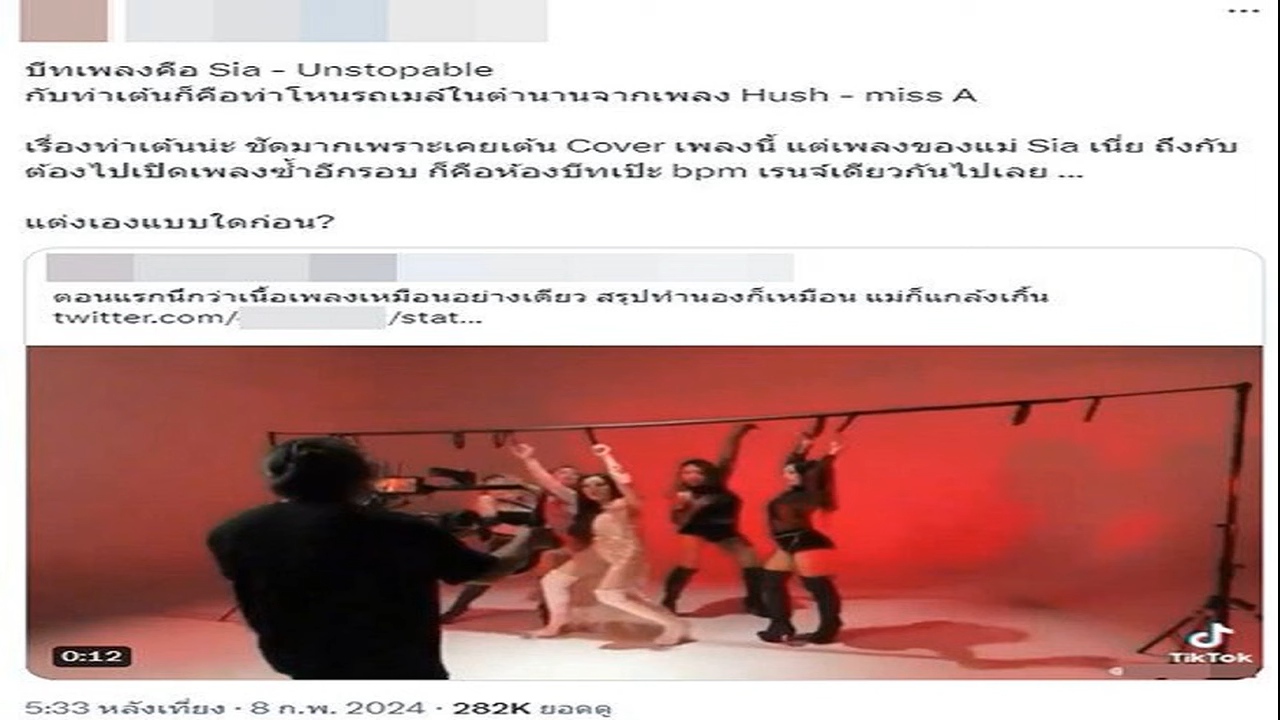 บีทเพลงคือ Sia – Unstopable
กับท่าเต้นก็คือท่าโหนรถเมล์ในตำนานจากเพลง Hush – miss A
เรื่องท่าเต้นน่ะ ชัดมากเพราะเคยเต้น Cover เพลงนี้ แต่เพลงของแม่ Sia เนี่ย ถึงกับ
ต้องไปเปิดเพลงซ้ำอีกรอบ ก็คือห้องบีทเป๊ะ bpm เรนจ์เดียวกันไปเลย ...
แต่งเองแบบใดก่อน?
ตอนแรกนึกว่าเนื้อเพลงเหมือนอย่างเดียว สรุปทำนองก็เหมือน แม่ก็แกล้งเกิ้น
twitter.com/ /stat...
0:12
TikTok
5:33 หลังเที่ยง · 8 ก.พ. 2024 · 282K ยอดดู